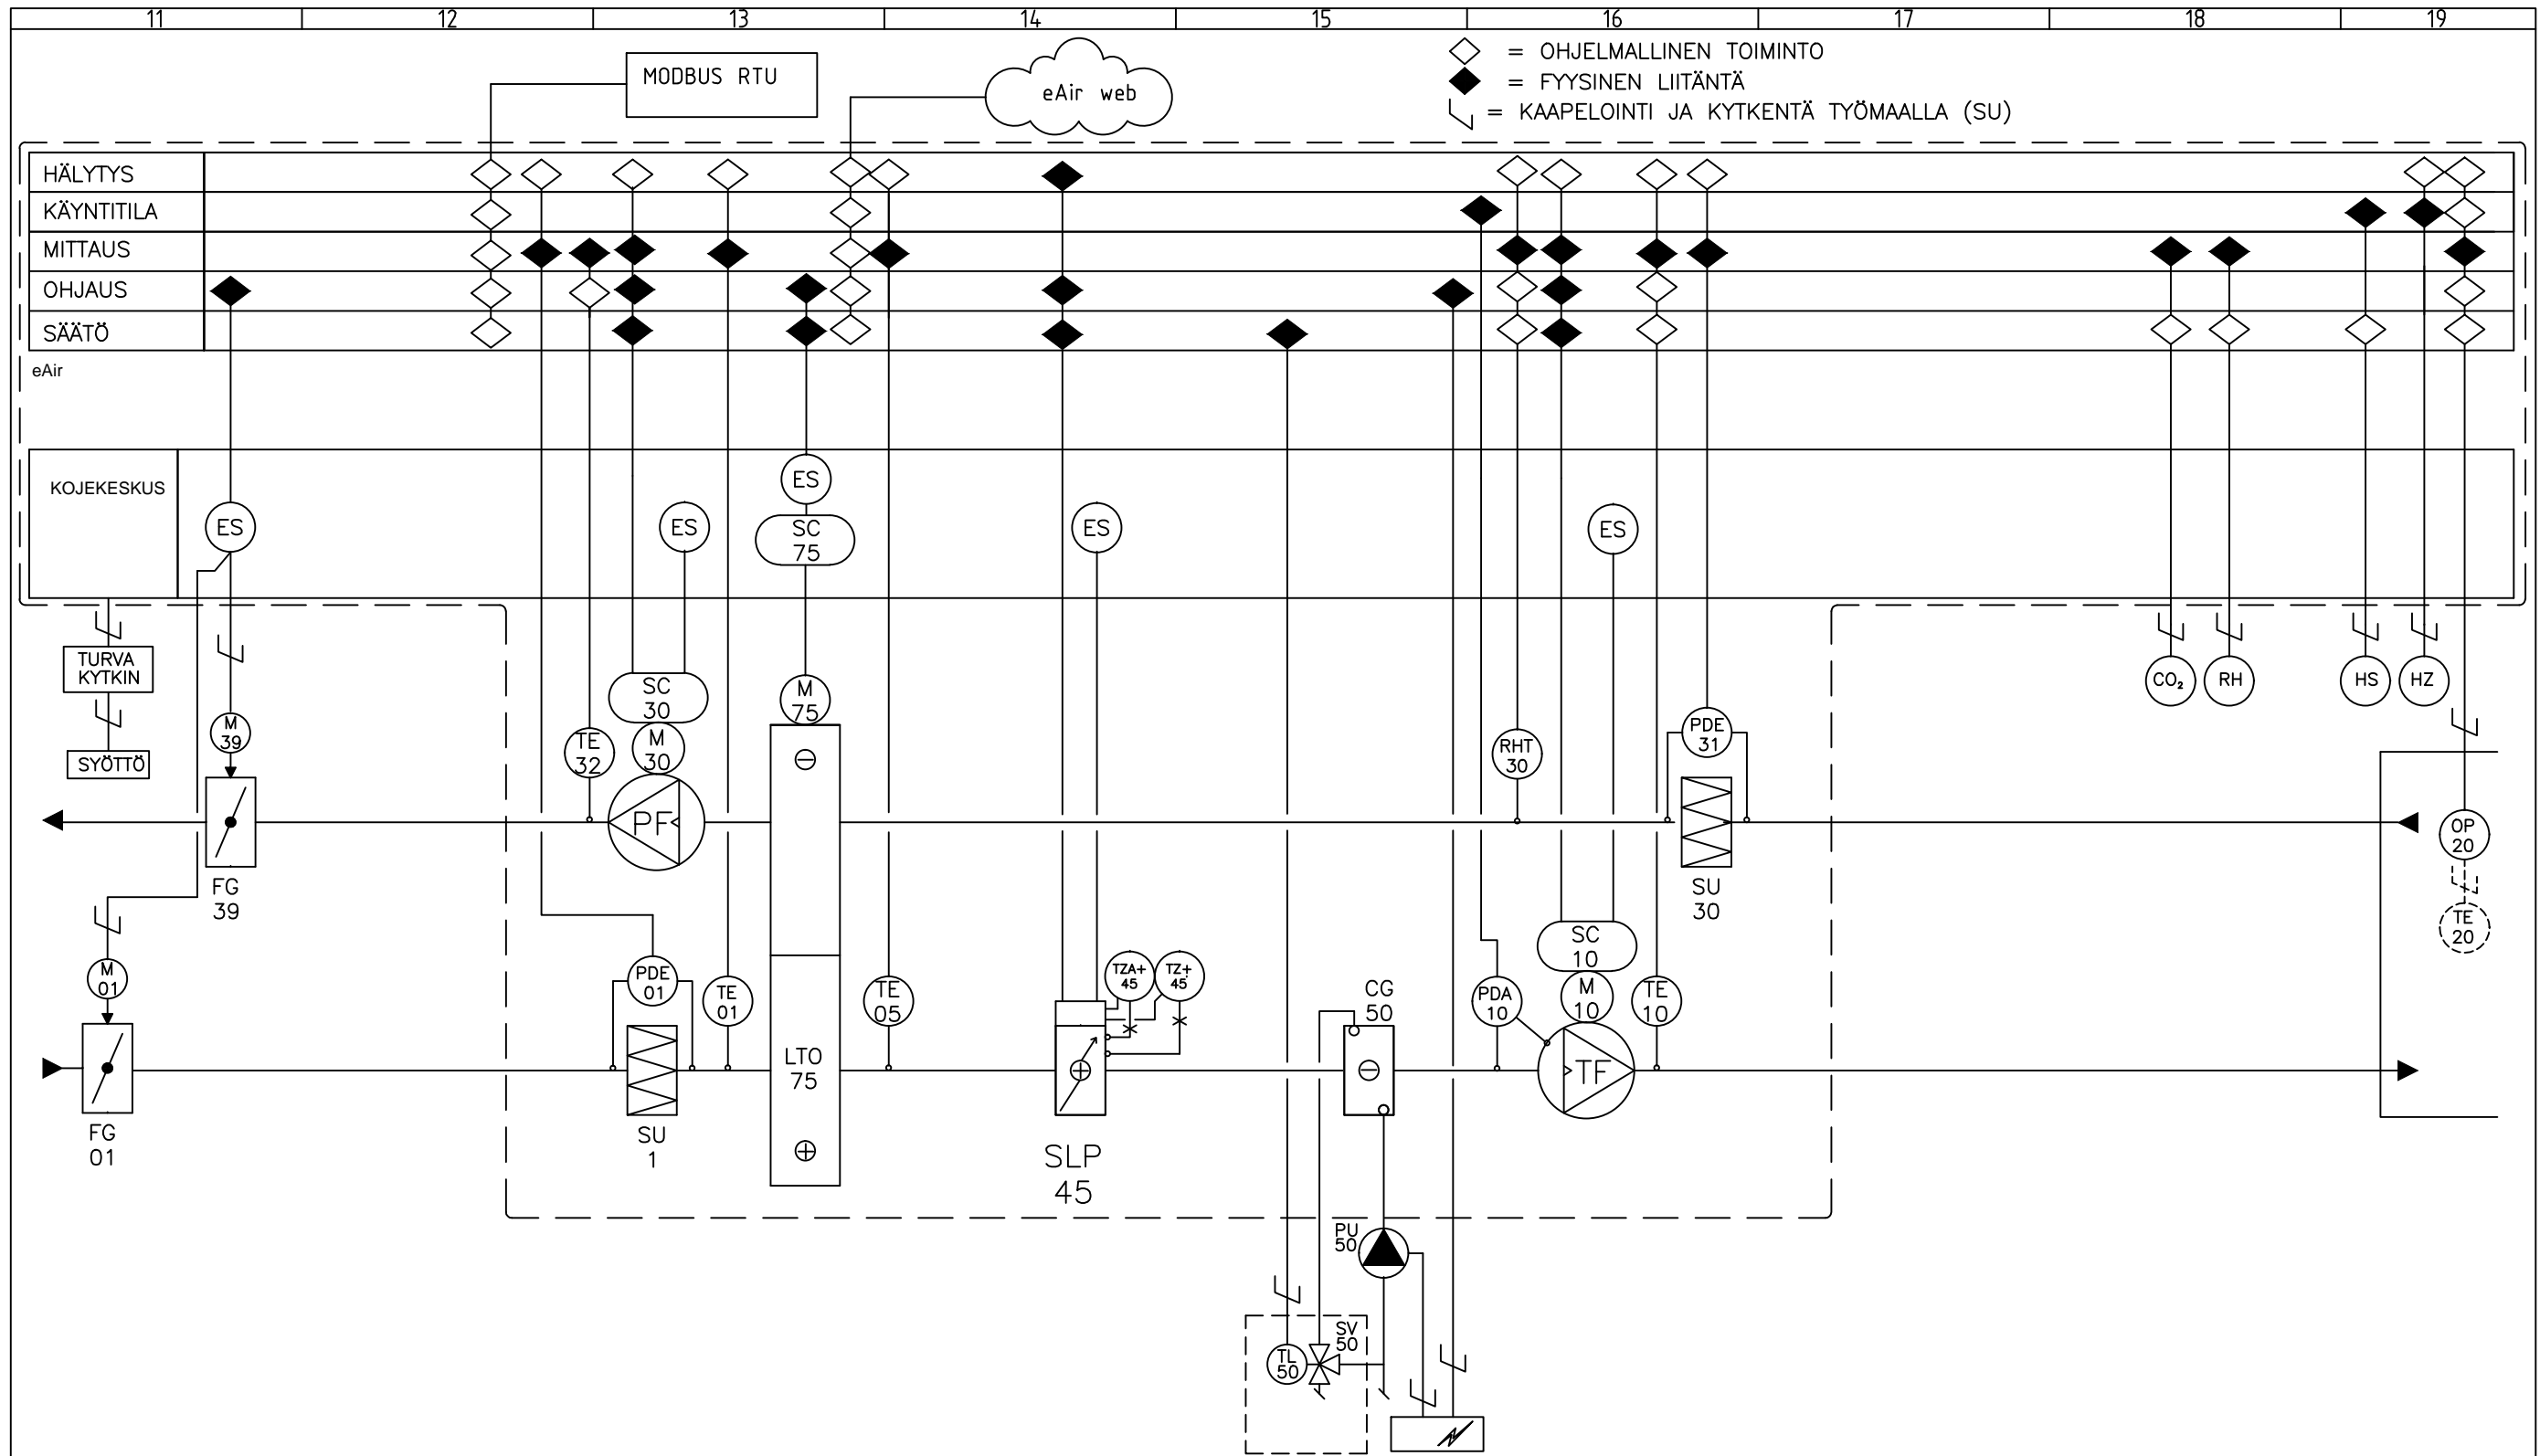 11 12 13 14 15 16 17 18 19
MODBUS RTU
eAir web
= OHJELMALLINEN TOIMINTO
= FYYSINEN LIITÄNTÄ
= KAAPELOINTI JA KYTKENTÄ TYÖMAALLA (SU)
HÄLYTYS
KÄYNTITILA
MITTAUS
OHJAUS
SÄÄTÖ
eAir
KOJEKESKUS
ES
ES
ES
SC
75
ES
ES
TURVA
KYTKIN
SYÖTTÖ
M
39
FG
39
M
01
FG
01
TE
32
SC
30
M
30
PF
M
75
PDE
01
SU
1
TE
01
LTO
75
TE
05
SLP
45
TZA+
45
TZ+
45
CG
50
PU
50
SV
50
TL
50
PDA
10
RHT
30
SC
10
M
10
TF
TE
10
PDE
31
SU
30
CO₂
RH
HS
HZ
OP
20
TE
20